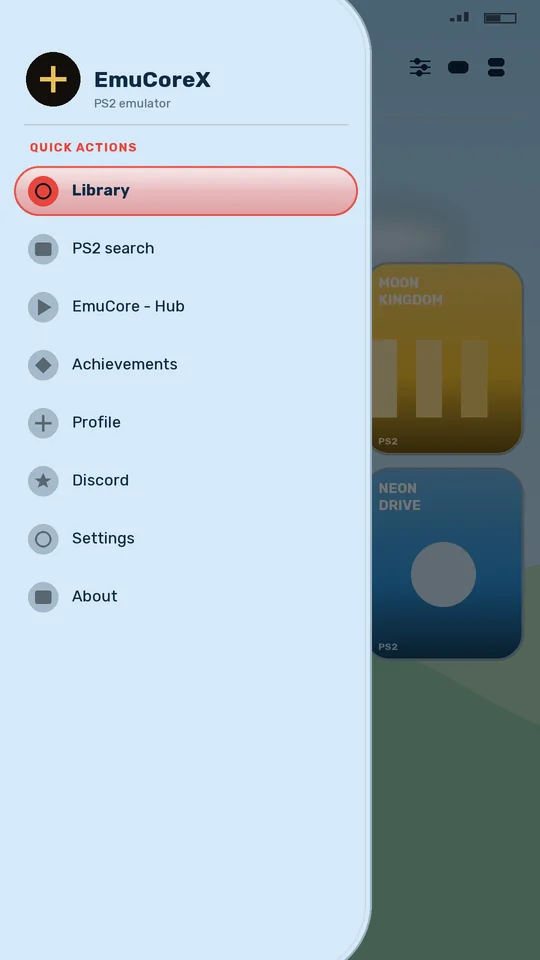 EmuCoreX
PS2 emulator
QUICK ACTIONS
Library
PS2 search
EmuCore - Hub
Achievements
Profile
Discord
Settings
About
MOON
KINGDOM
PS2
NEON
DRIVE
PS2